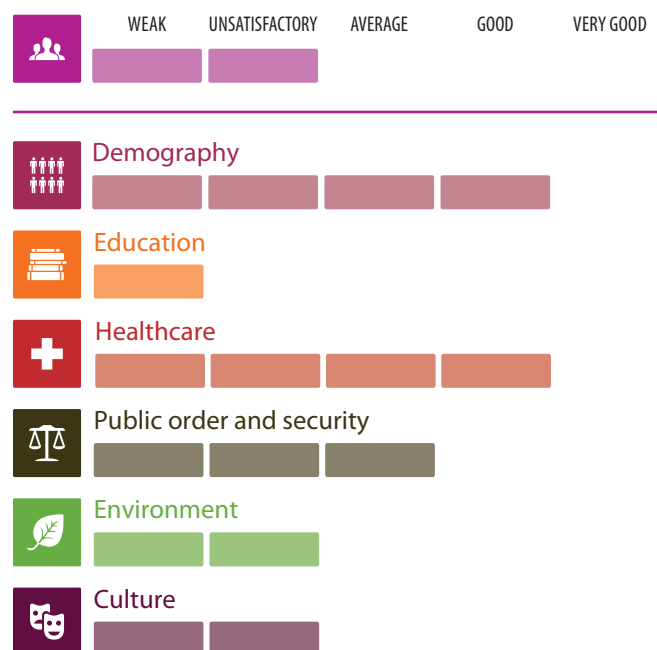 WEAK UNSATISFACTORY AVERAGE GOOD VERY GOOD
Demography
Education
Healthcare
Public order and security
Environment
Culture